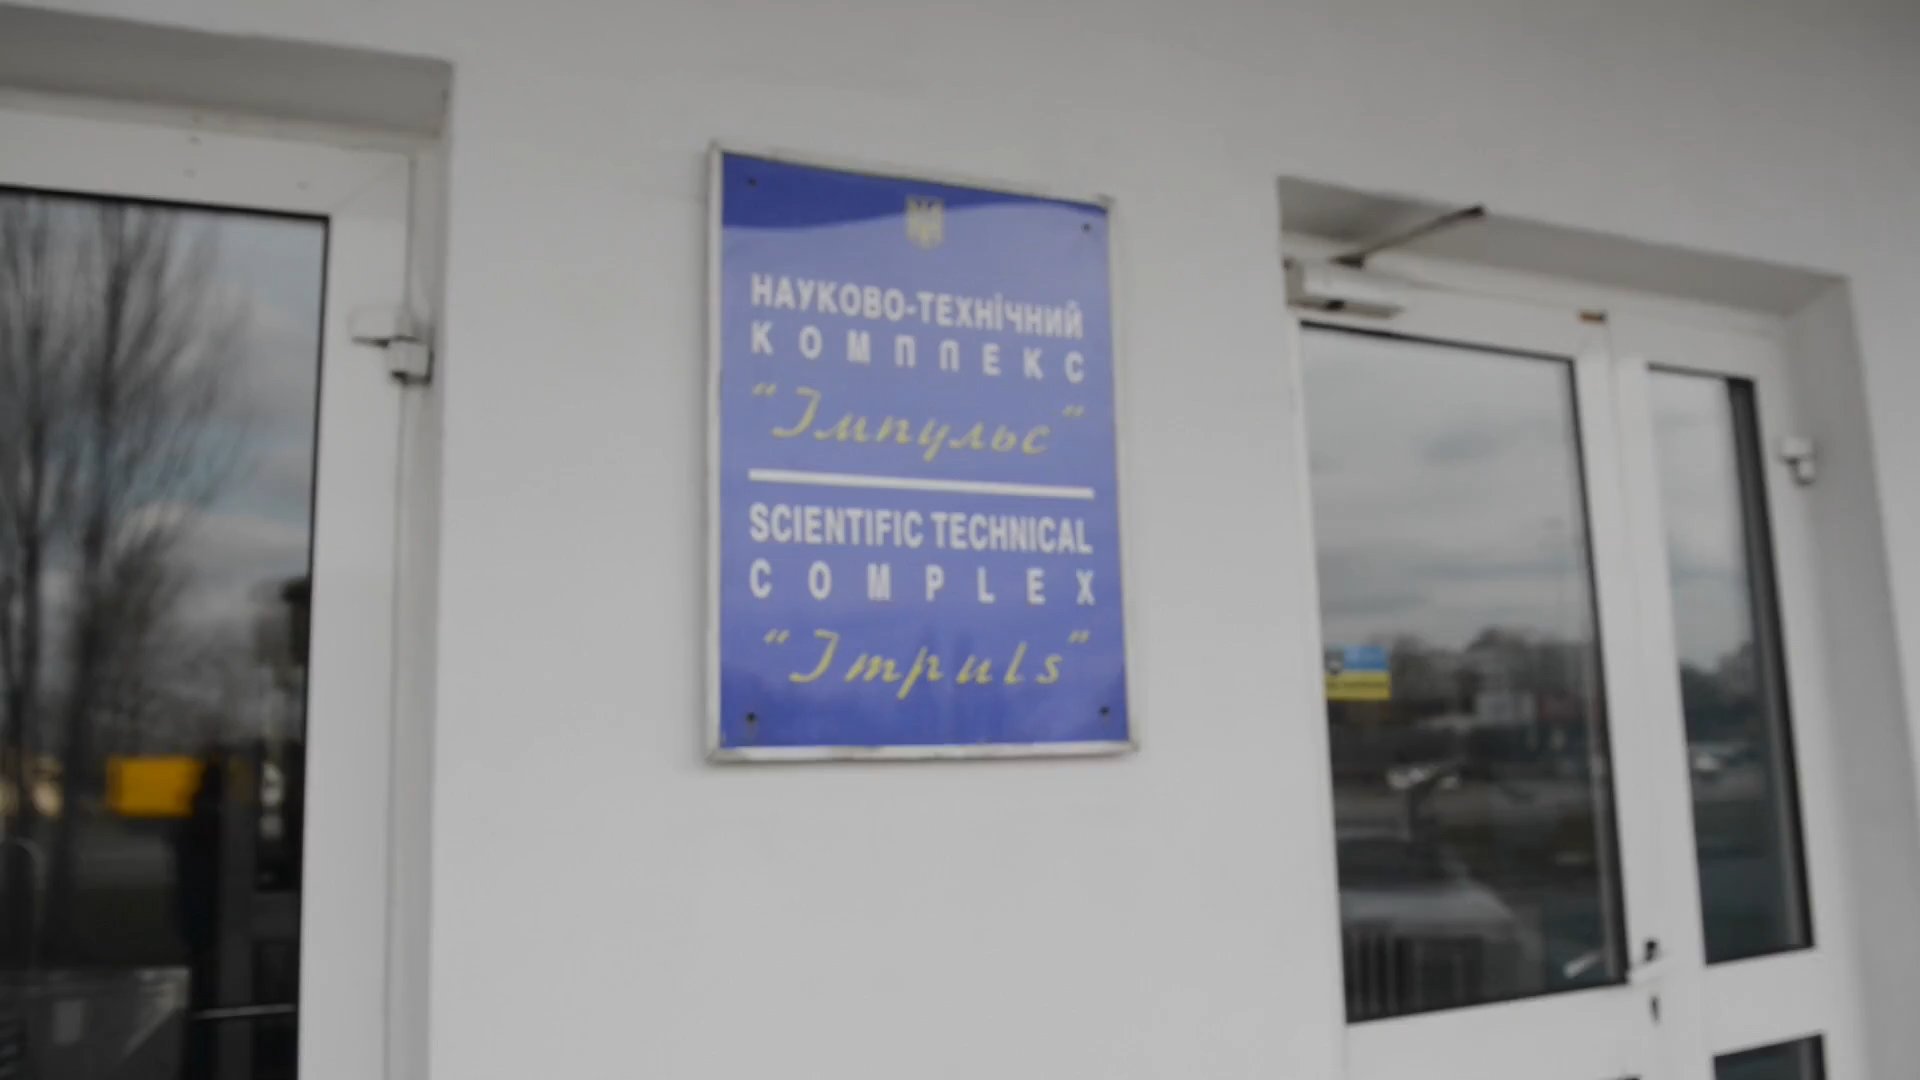 НАУКОВО-ТЕХНІЧНИЙ
КОМПЛЕКС
"Імпульс"
SCIENTIFIC TECHNICAL
COMPLEX
"Impuls"